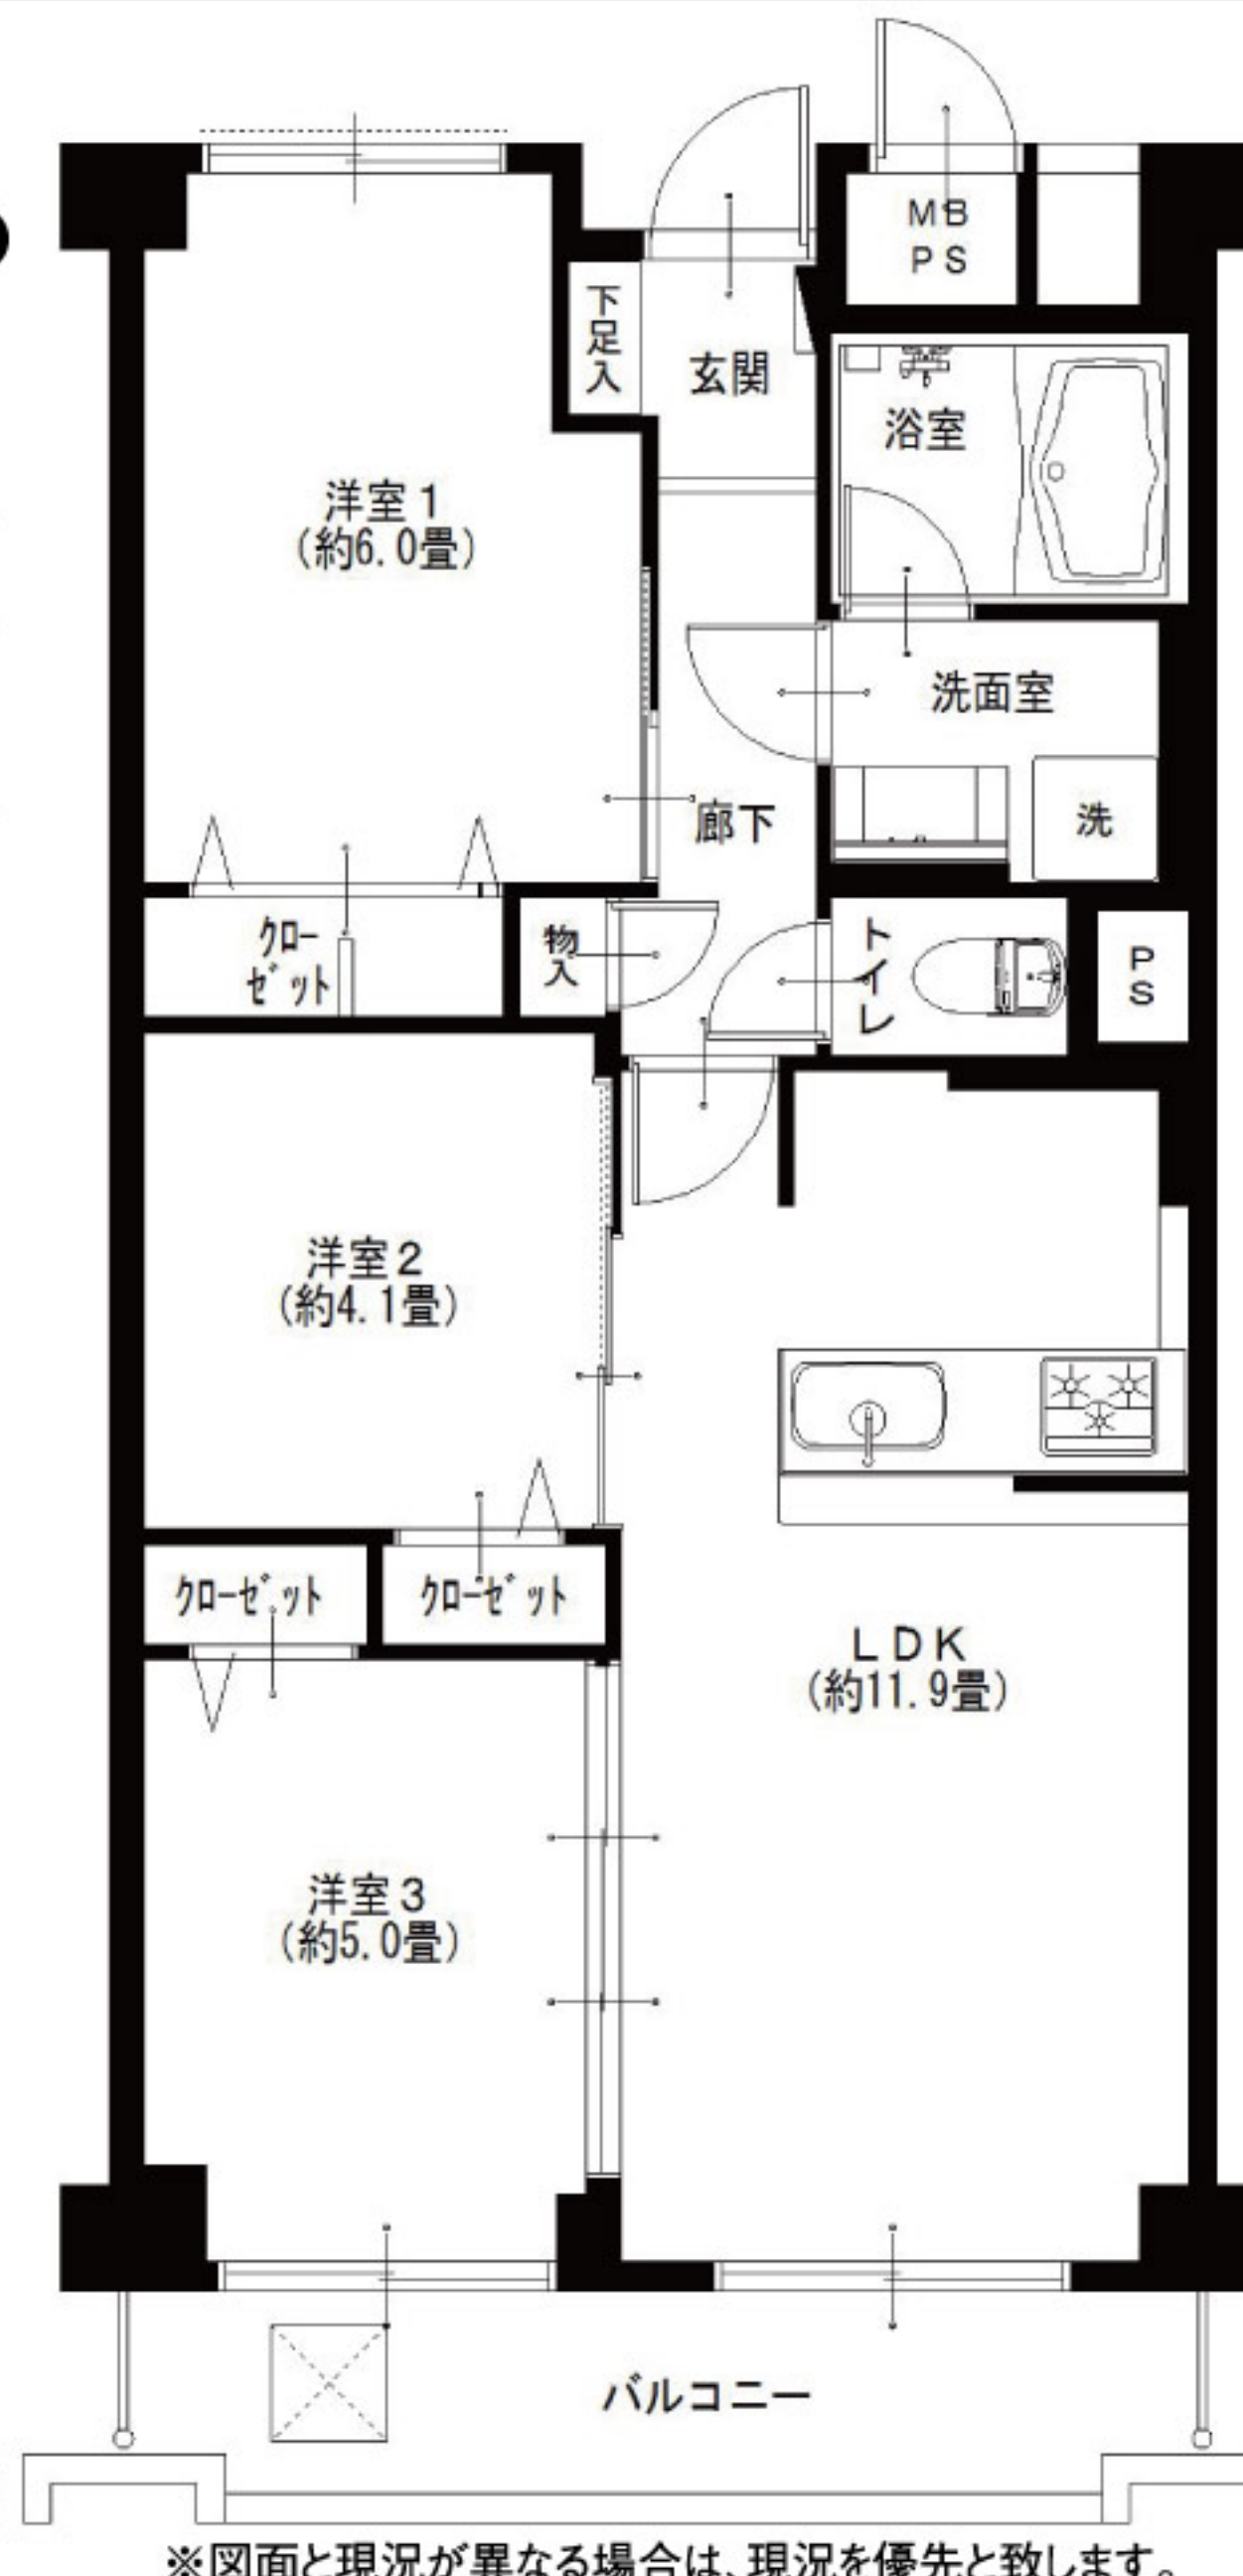 MB
PS
下足入
玄関
浴室
洋室1
(約6.0畳)
洗面室
廊下
洗
クロー
ゼット
物入
トイレ
PS
洋室2
(約4.1畳)
クローゼット
クローゼット
LDK
(約11.9畳)
洋室3
(約5.0畳)
バルコニー
※図面と現況が異なる場合は、現況を優先と致します。